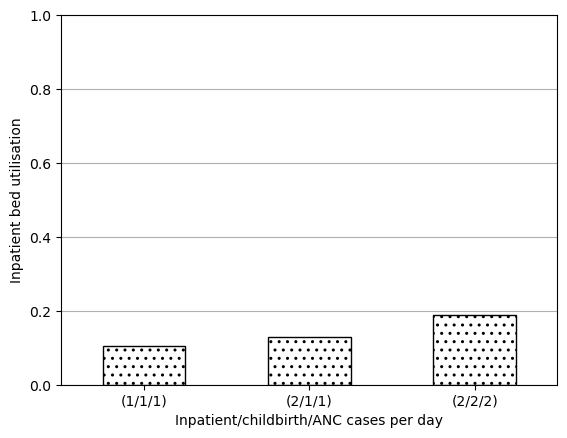 1.0
0.8
0.6
0.4
0.2
0.0
Inpatient bed utilisation
(1/1/1) (2/1/1) (2/2/2)
Inpatient/childbirth/ANC cases per day